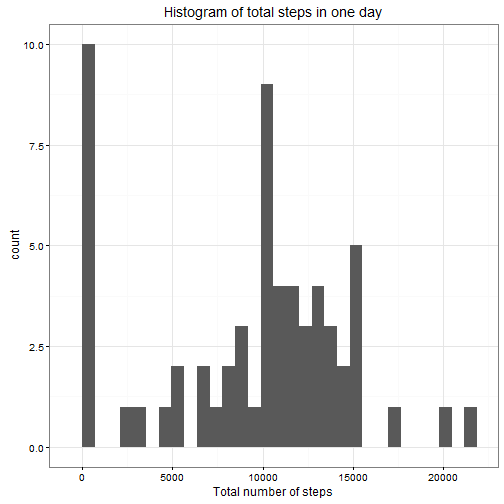 Histogram of total steps in one day
10.0
7.5
5.0
2.5
0.0
count
0 5000 10000 15000 20000
Total number of steps